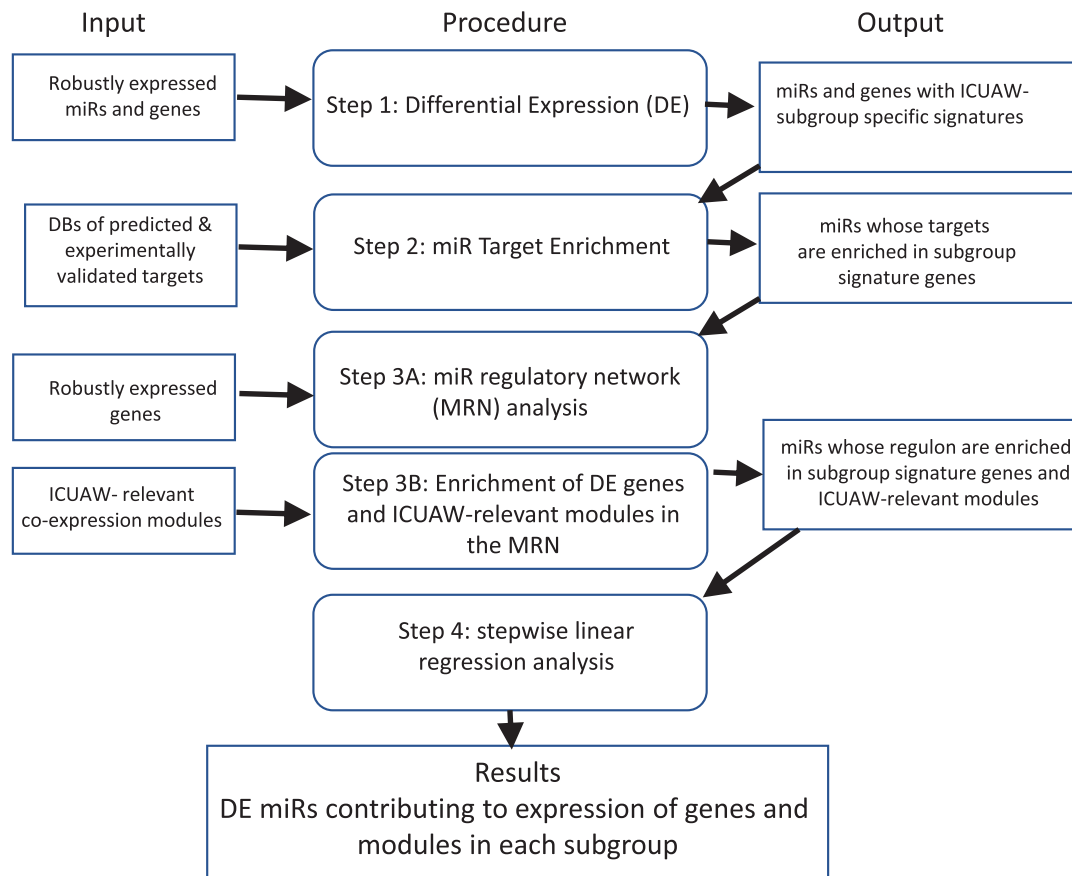 Input
Procedure
Output
Robustly expressed
miRs and genes
Step 1: Differential Expression (DE)
miRs and genes with ICUAW-
subgroup specific signatures
DBs of predicted &
experimentally
validated targets
Step 2: miR Target Enrichment
miRs whose targets
are enriched in subgroup
signature genes
Robustly expressed
genes
Step 3A: miR regulatory network
(MRN) analysis
ICUAW- relevant
co-expression modules
Step 3B: Enrichment of DE genes
and ICUAW-relevant modules in
the MRN
miRs whose regulon are enriched
in subgroup signature genes and
ICUAW-relevant modules
Step 4: stepwise linear
regression analysis
Results
DE miRs contributing to expression of genes and
modules in each subgroup